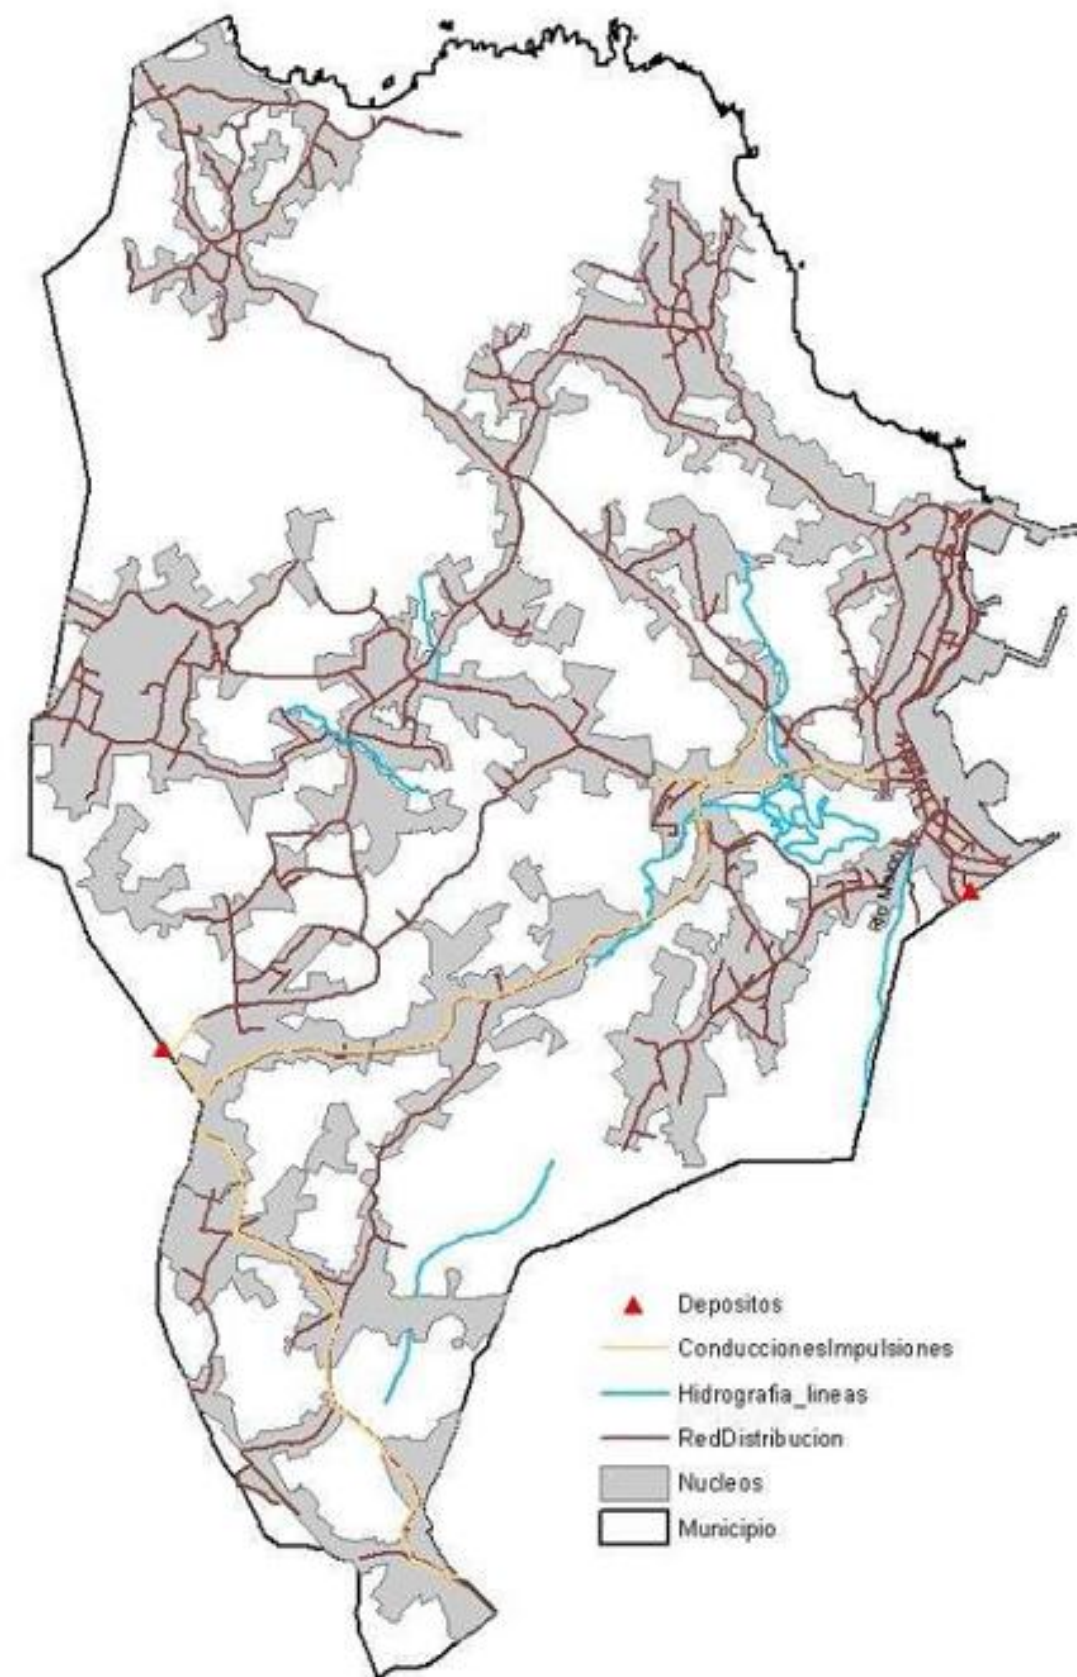 Depositos
ConduccionesImpulsiones
Hidrografia_lineas
RedDistribucion
Nucleos
Municipio